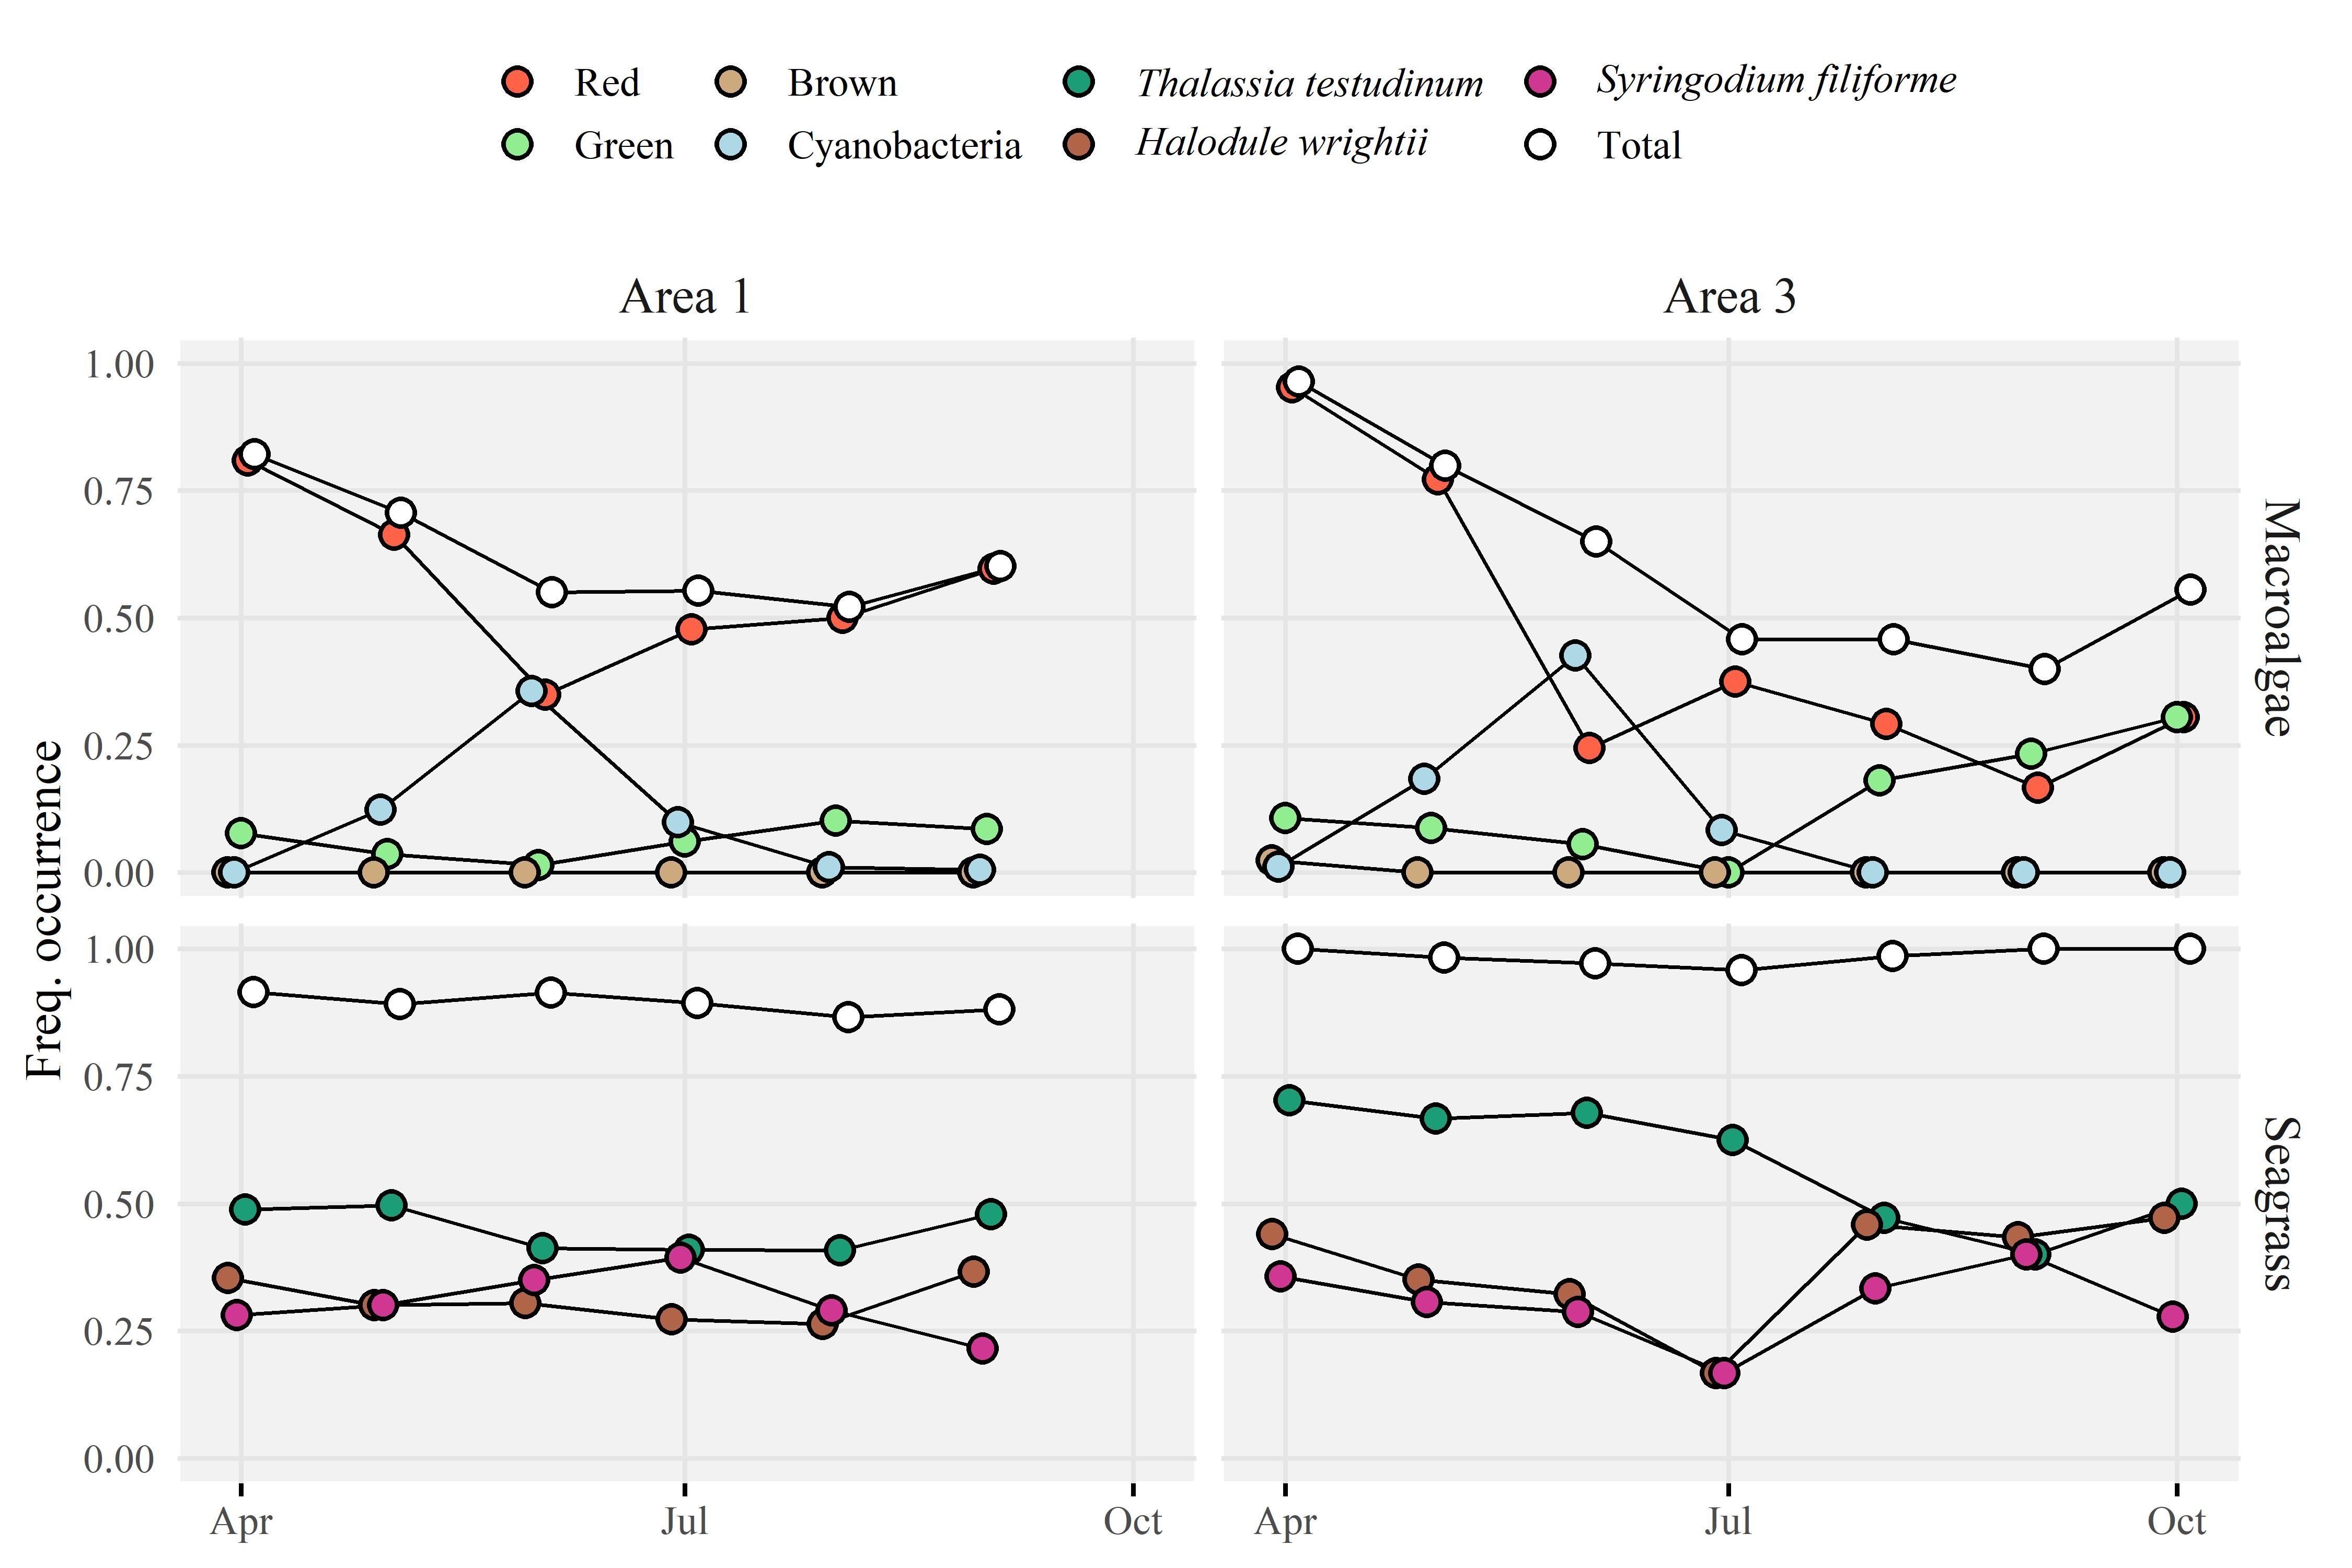 Red Brown Thalassia testudinum Syringodium filiforme
Green Cyanobacteria Halodule wrightii Total
Area 1 Area 3
Freq. occurrence
1.00
0.75
0.50
0.25
0.00
Macroalgae
1.00
0.75
0.50
0.25
0.00
Seagrass
Apr Jul Oct Apr Jul Oct